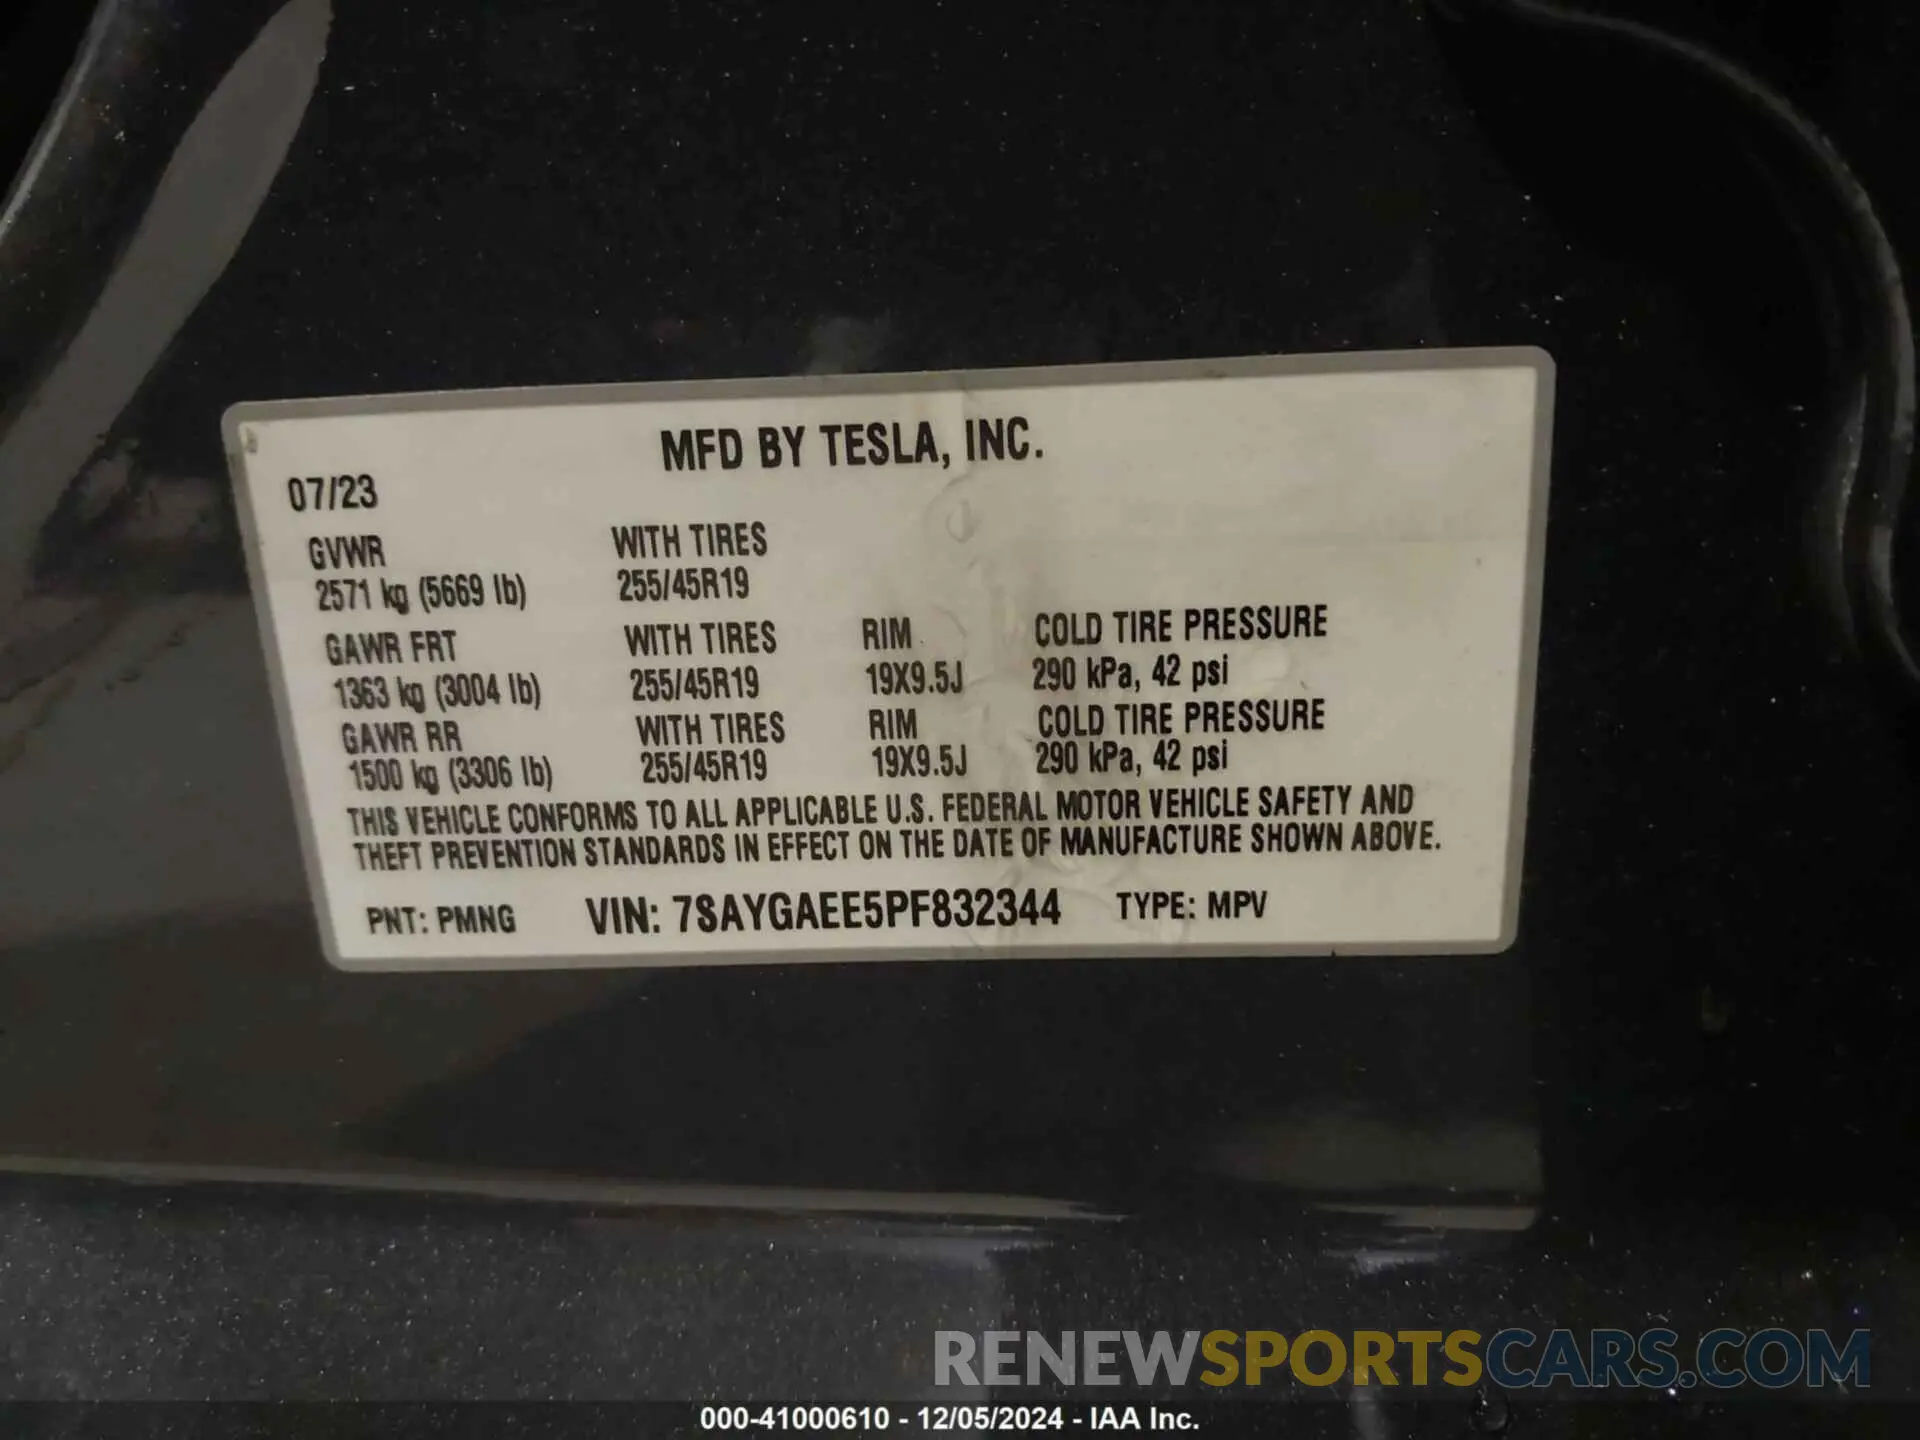 MFD BY TESLA, INC.
07/23
GVWR WITH TIRES
2571 kg (5669 lb) 255/45R19
GAWR FRT WITH TIRES RIM COLD TIRE PRESSURE
1363 kg (3004 lb) 255/45R19 19X9.5J 290 kPa, 42 psi
GAWR RR WITH TIRES RIM COLD TIRE PRESSURE
1500 kg (3306 lb) 255/45R19 19X9.5J 290 kPa, 42 psi
THIS VEHICLE CONFORMS TO ALL APPLICABLE U.S. FEDERAL MOTOR VEHICLE SAFETY AND
THEFT PREVENTION STANDARDS IN EFFECT ON THE DATE OF MANUFACTURE SHOWN ABOVE.
PNT: PMNG VIN: 7SAYGAEE5PF832344 TYPE: MPV
RENEWSPORTSCARS.COM
000-41000610 - 12/05/2024 - IAA Inc.